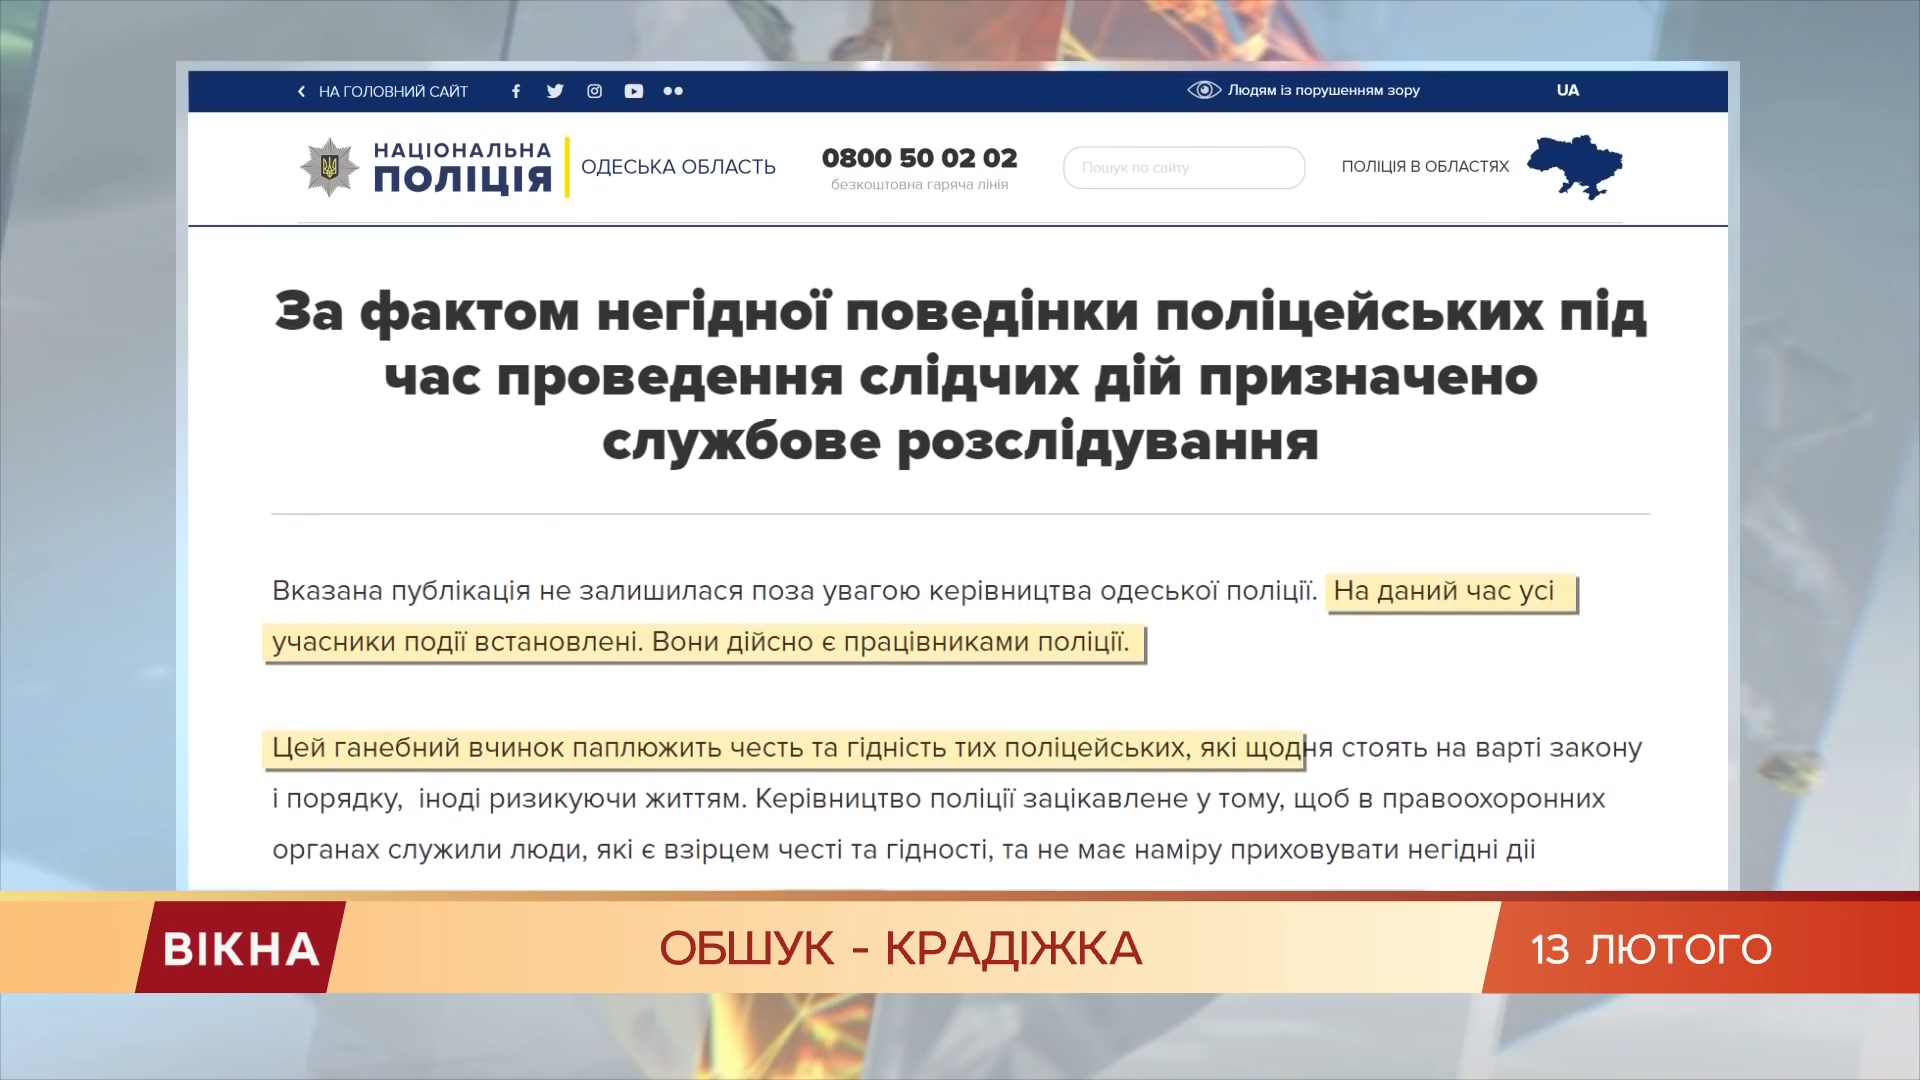 НА ГОЛОВНИЙ САЙТ
Людям із порушенням зору
UA
НАЦІОНАЛЬНА
ПОЛІЦІЯ
ОДЕСЬКА ОБЛАСТЬ
0800 50 02 02
безкоштовна гаряча лінія
Пошук по сайту
ПОЛІЦІЯ В ОБЛАСТЯХ
За фактом негідної поведінки поліцейських під
час проведення слідчих дій призначено
службове розслідування
Вказана публікація не залишилася поза увагою керівництва одеської поліції. На даний час усі
учасники події встановлені. Вони дійсно є працівниками поліції.
Цей ганебний вчинок паплюжить честь та гідність тих поліцейських, які щодня стоять на варті закону
і порядку, іноді ризикуючи життям. Керівництво поліції зацікавлене у тому, щоб в правоохоронних
органах служили люди, які є взірцем честі та гідності, та не має наміру приховувати негідні діі
ВІКНА
ОБШУК - КРАДІЖКА
13 ЛЮТОГО